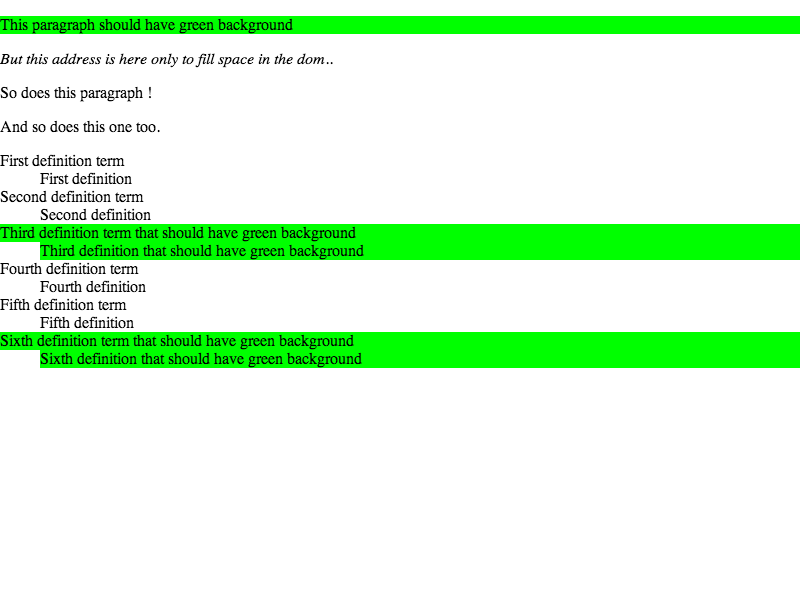 This paragraph should have green background
But this address is here only to fill space in the dom..
So does this paragraph !
And so does this one too.
First definition term
First definition
Second definition term
Second definition
Third definition term that should have green background
Third definition that should have green background
Fourth definition term
Fourth definition
Fifth definition term
Fifth definition
Sixth definition term that should have green background
Sixth definition that should have green background